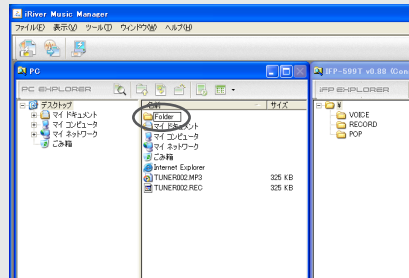 iRiver Music Manager
ファイル(F) 表示(V) ツール(T) ウィンドウ(W) ヘルプ(H)
PC
PC EXPLORER
デスクトップ
マイ ドキュメント
マイ コンピュータ
マイ ネットワーク
ごみ箱
名前 サイズ
Folder
マイ ドキュメント
マイ コンピュータ
マイ ネットワーク
ごみ箱
Internet Explorer
TUNER002.MP3 325 KB
TUNER002.REC 325 KB
IFP-599T v0.88 (Con
IFP EXPLORER
¥
VOICE
RECORD
POP